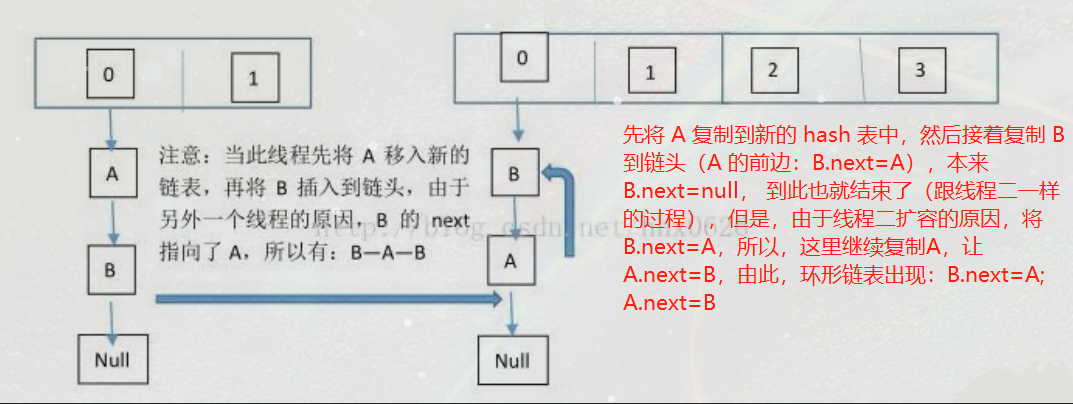 0
1
A
B
Null
注意：当此线程先将 A 移入新的
链表，再将 B 插入到链头，由于
另外一个线程的原因，B 的 next
指向了 A，所以有：B—A—B
0
1
2
3
B
A
Null
先将 A 复制到新的 hash 表中，然后接着复制 B
到链头（A 的前边：B.next=A），本来
B.next=null， 到此也就结束了（跟线程二一样
的过程），但是，由于线程二扩容的原因，将
B.next=A，所以，这里继续复制A，让
A.next=B，由此，环形链表出现：B.next=A;
A.next=B